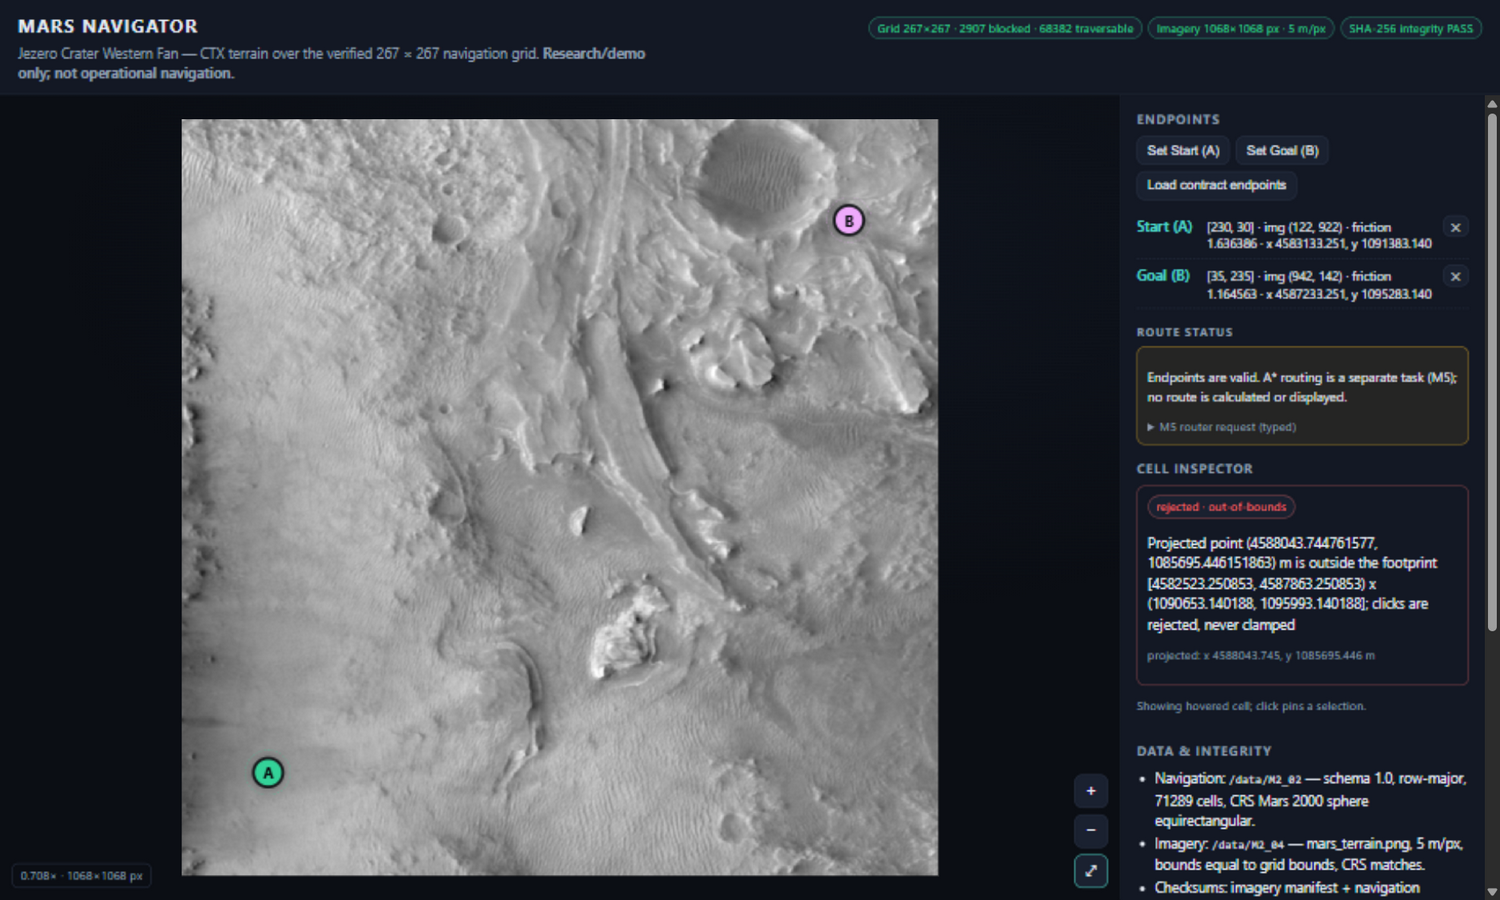 MARS NAVIGATOR
Jezero Crater Western Fan — CTX terrain over the verified 267 × 267 navigation grid. Research/demo
only; not operational navigation.
Grid 267×267 · 2907 blocked · 68382 traversable
Imagery 1068×1068 px · 5 m/px
SHA-256 integrity PASS
A
B
0.708× · 1068×1068 px
+
−
ENDPOINTS
Set Start (A)
Set Goal (B)
Load contract endpoints
Start (A)
[230, 30] · img (122, 922) · friction
1.636386 · x 4583133.251, y 1091383.140
×
Goal (B)
[35, 235] · img (942, 142) · friction
1.164563 · x 4587233.251, y 1095283.140
×
ROUTE STATUS
Endpoints are valid. A* routing is a separate task (M5);
no route is calculated or displayed.
▶ M5 router request (typed)
CELL INSPECTOR
rejected · out-of-bounds
Projected point (4588043.744761577,
1085695.446151863) m is outside the footprint
[4582523.250853, 4587863.250853) x
(1090653.140188, 1095993.140188]; clicks are
rejected, never clamped
projected: x 4588043.745, y 1085695.446 m
Showing hovered cell; click pins a selection.
DATA & INTEGRITY
• Navigation: /data/M2_02 — schema 1.0, row-major,
71289 cells, CRS Mars 2000 sphere
equirectangular.
• Imagery: /data/M2_04 — mars_terrain.png, 5 m/px,
bounds equal to grid bounds, CRS matches.
• Checksums: imagery manifest + navigation